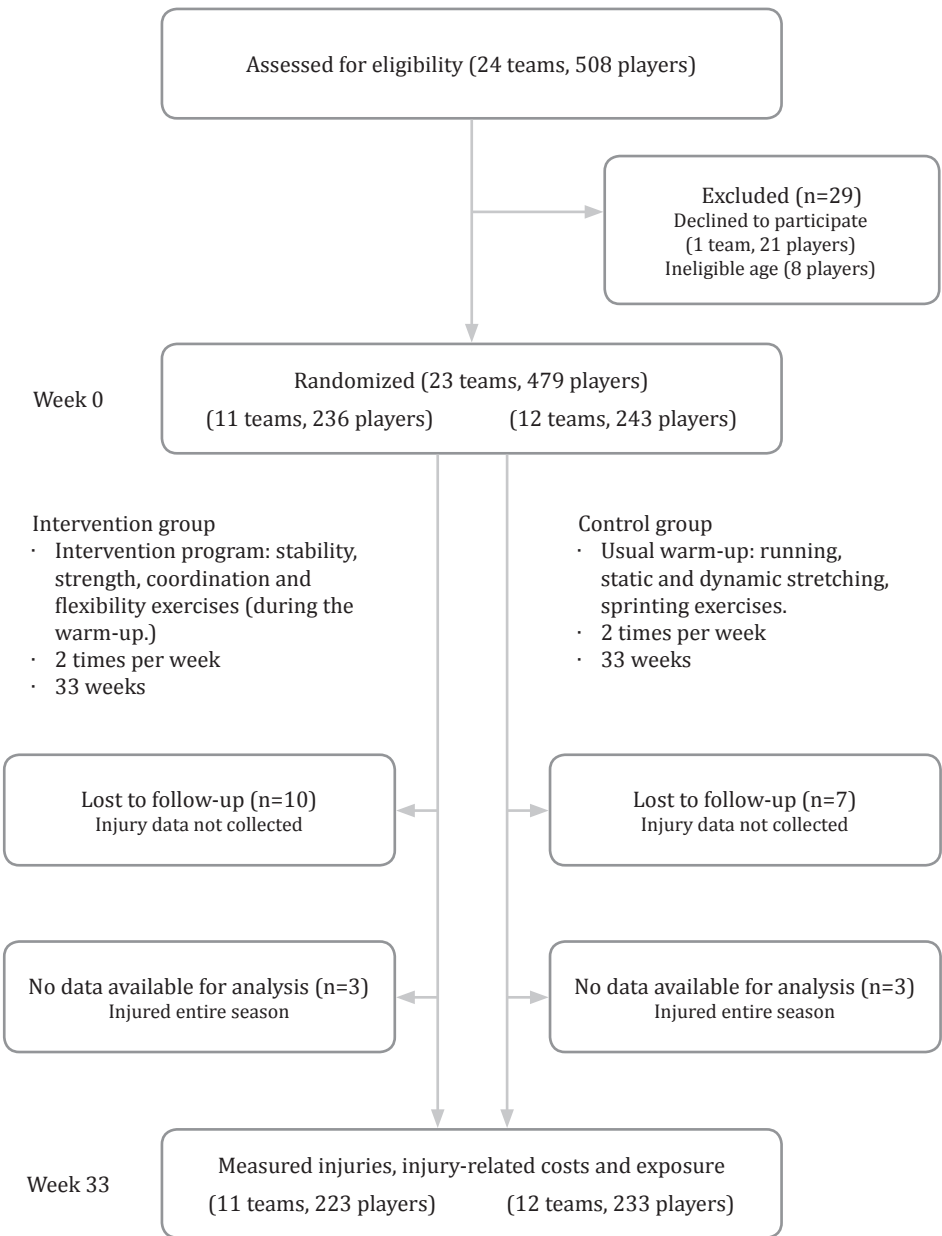 Assessed for eligibility (24 teams, 508 players)
Excluded (n=29)
Declined to participate
(1 team, 21 players)
Ineligible age (8 players)
Week 0
Randomized (23 teams, 479 players)
(11 teams, 236 players) (12 teams, 243 players)
Intervention group
· Intervention program: stability,
strength, coordination and
flexibility exercises (during the
warm-up.)
· 2 times per week
· 33 weeks
Control group
· Usual warm-up: running,
static and dynamic stretching,
sprinting exercises.
· 2 times per week
· 33 weeks
Lost to follow-up (n=10)
Injury data not collected
Lost to follow-up (n=7)
Injury data not collected
No data available for analysis (n=3)
Injured entire season
No data available for analysis (n=3)
Injured entire season
Week 33
Measured injuries, injury-related costs and exposure
(11 teams, 223 players) (12 teams, 233 players)